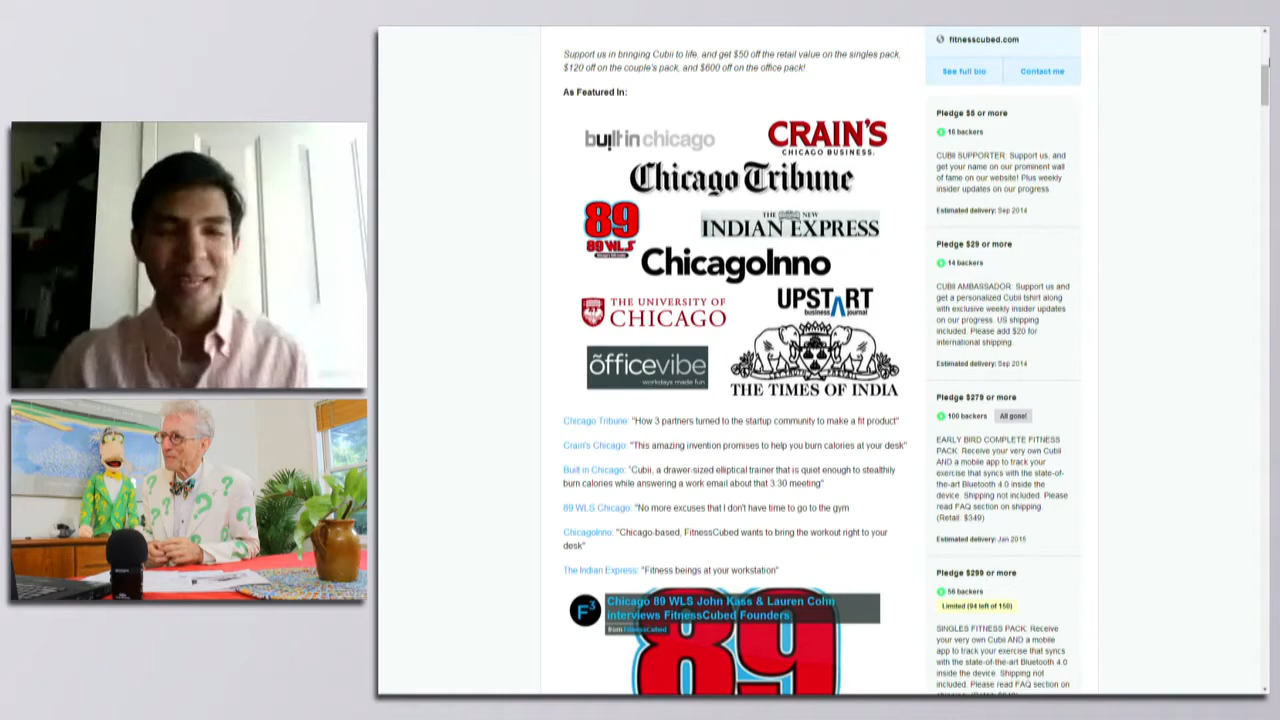 Support us in bringing Cubii to life, and get $50 off the retail value on the singles pack,
$120 off on the couple's pack, and $600 off on the office pack!
As Featured In:
built in chicago
CRAIN'S
CHICAGO BUSINESS.
Chicago Tribune
89
89 WLS
THE NEW
INDIAN EXPRESS
ChicagoInno
THE UNIVERSITY OF
CHICAGO
UPSTART
business journal
officevibe
workdays made fun
THE TIMES OF INDIA
Chicago Tribune: "How 3 partners turned to the startup community to make a fit product"
Crain's Chicago: "This amazing invention promises to help you burn calories at your desk"
Built in Chicago: "Cubii, a drawer-sized elliptical trainer that is quiet enough to stealthily
burn calories while answering a work email about that 3:30 meeting"
89 WLS Chicago: "No more excuses that I don't have time to go to the gym
ChicagoInno: "Chicago-based, FitnessCubed wants to bring the workout right to your
desk"
The Indian Express: "Fitness beings at your workstation"
F3
Chicago 89 WLS John Kass & Lauren Cohn
interviews FitnessCubed Founders
from FitnessCubed
89
fitnesscubed.com
See full bio
Contact me
Pledge $5 or more
16 backers
CUBII SUPPORTER: Support us, and
get your name on our prominent wall
of fame on our website! Plus weekly
insider updates on our progress
Estimated delivery: Sep 2014
Pledge $29 or more
14 backers
CUBII AMBASSADOR: Support us and
get a personalized Cubii tshirt along
with exclusive weekly insider updates
on our progress. US shipping
included. Please add $20 for
international shipping.
Estimated delivery: Sep 2014
Pledge $279 or more
100 backers All gone!
EARLY BIRD COMPLETE FITNESS
PACK: Receive your very own Cubii
AND a mobile app to track your
exercise that syncs with the state-of-
the-art Bluetooth 4.0 inside the
device. Shipping not included. Please
read FAQ section on shipping.
(Retail: $349)
Estimated delivery: Jan 2015
Pledge $299 or more
56 backers
Limited (94 left of 150)
SINGLES FITNESS PACK: Receive
your very own Cubii AND a mobile
app to track your exercise that syncs
with the state-of-the-art Bluetooth 4.0
inside the device. Shipping not
included. Please read FAQ section on